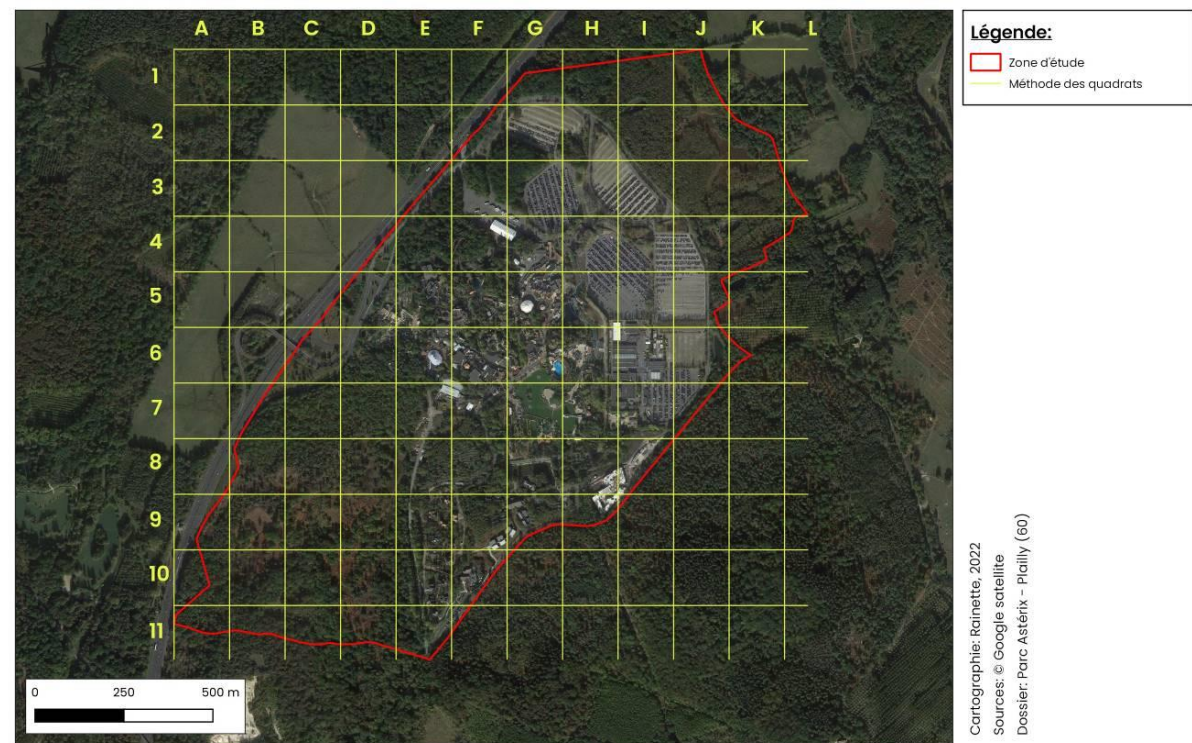 A B C D E F G H I J K L
1
2
3
4
5
6
7
8
9
10
11
0 250 500 m
Légende:
Zone d'étude
Méthode des quadrats
Cartographie: Rainette, 2022
Sources: © Google satellite
Dossier: Parc Astérix - Plailly (60)